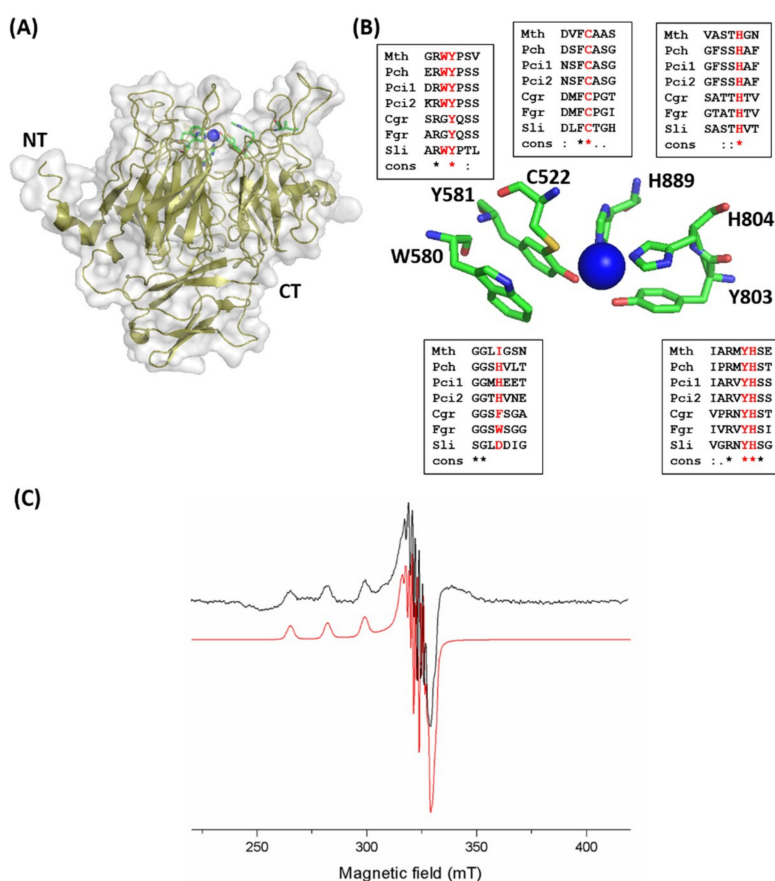 (A)
NT
CT
(B)
Mth GRWYPSV
Pch ERWYPSS
Pci1 DRWYPSS
Pci2 KRWYPSS
Cgr SRGYQSS
Fgr ARGYQSS
Sli ARWYPTL
cons * * :
Mth DVFCAAS
Pch DSFCASG
Pci1 NSFCASG
Pci2 NSFCASG
Cgr DMFCPGT
Fgr DMFCPGI
Sli DLFCTGH
cons : **..
Mth VASTHGN
Pch GFSSHAF
Pci1 GFSSHAF
Pci2 GFSSHAF
Cgr SATTHTV
Fgr GTATHTV
Sli SASTHVT
cons ::*
C522
Y581
H889
H804
W580
Y803
Mth GGLIGSN
Pch GGSHVLT
Pci1 GGMHEET
Pci2 GGTHVNE
Cgr GGSFSGA
Fgr GGSWSGG
Sli SGLDDIG
cons **
Mth IARMYHSE
Pch IPRMYHST
Pci1 IARVYHSS
Pci2 IARVYHSS
Cgr VPRNYHST
Fgr IVRVYHSI
Sli VGRNYHSG
cons :.* ***
(C)
250 300 350 400
Magnetic field (mT)